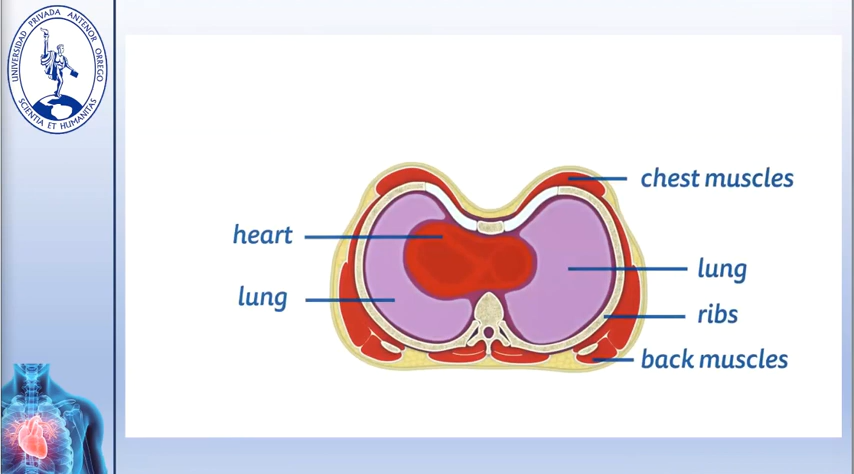 UNIVERSIDAD PRIVADA ANTENOR ORREGO
SCIENTIA ET HUMANITAS
chest muscles
heart
lung
lung
ribs
back muscles